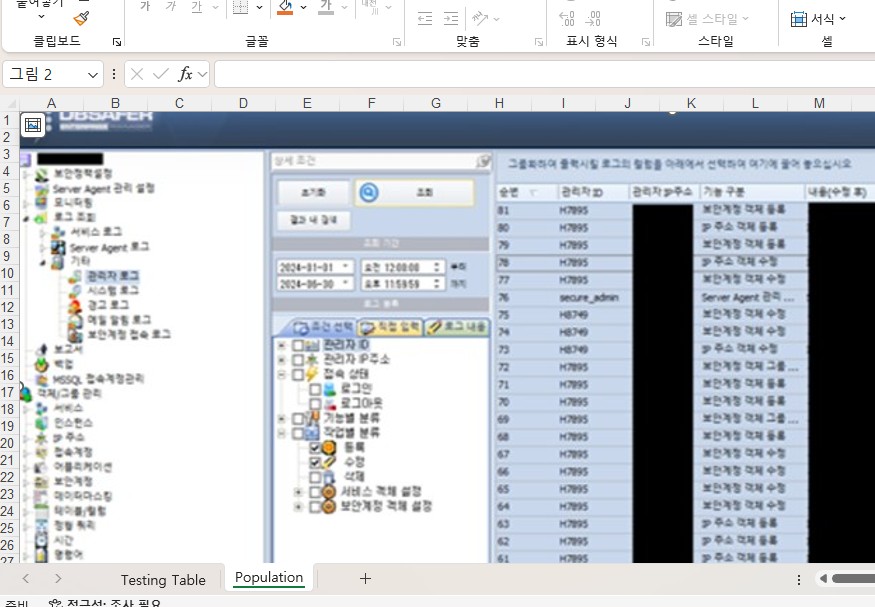 붙여넣기
가 가 가
내천
클립보드
글꼴
맞춤
표시 형식
셀 스타일
스타일
서식
셀
그림 2
fx
A B C D E F G H I J K L M
1
2
3
4
5
6
7
8
9
10
11
12
13
14
15
16
17
18
19
20
21
22
23
24
25
26
27
DBSAFER
ENTERPRISE MANAGER
보안정책설정
Server Agent 관리 설정
모니터링
로그 조회
서비스 로그
Server Agent 로그
기타
관리자 로그
시스템 로그
경고 로그
메일 알림 로그
보안계정 접속 로그
보고서
백업
MSSQL 접속계정관리
객체/그룹 관리
서비스
인스턴스
IP 주소
접속계정
어플리케이션
보안계정
데이터마스킹
테이블/컬럼
정형 쿼리
시간
명령어
상세 조건
초기화 조회
결과 내 검색
조회 기간
2024-01-01 오전 12:00:00 부터
2024-06-30 오후 11:59:59 까지
로그 종류
조건 선택 직접 입력 로그 내용
관리자 ID
관리자 IP주소
접속 상태
로그인
로그아웃
기능별 분류
작업별 분류
등록
수정
삭제
서비스 객체 설정
보안계정 객체 설정
그룹화하여 출력시킬 로그의 컬럼을 아래에서 선택하여 여기에 끌어 놓으십시오
순번 관리자 ID 관리자 IP주소 기능 구분 내용(수정 후)
81 H7895 보안계정 객체 등록
80 H7895 IP 주소 객체 등록
79 H7895 보안계정 객체 등록
78 H7895 IP 주소 객체 수정
77 H7895 보안계정 객체 수정
76 secure_admin Server Agent 관리 ...
75 H8749 보안계정 객체 수정
74 H8749 보안계정 객체 수정
73 H8749 IP 주소 객체 수정
72 H7895 보안계정 객체 그룹...
71 H7895 보안계정 객체 등록
70 H7895 보안계정 객체 등록
69 H7895 보안계정 객체 그룹...
68 H7895 보안계정 객체 등록
67 H7895 보안계정 객체 수정
66 H7895 보안계정 객체 수정
65 H7895 보안계정 객체 수정
64 H7895 보안계정 객체 수정
63 H7895 IP 주소 객체 등록
62 H7895 IP 주소 객체 등록
61 H7895 IP 주소 객체 등록
Testing Table Population
준비 접근성: 조사 필요